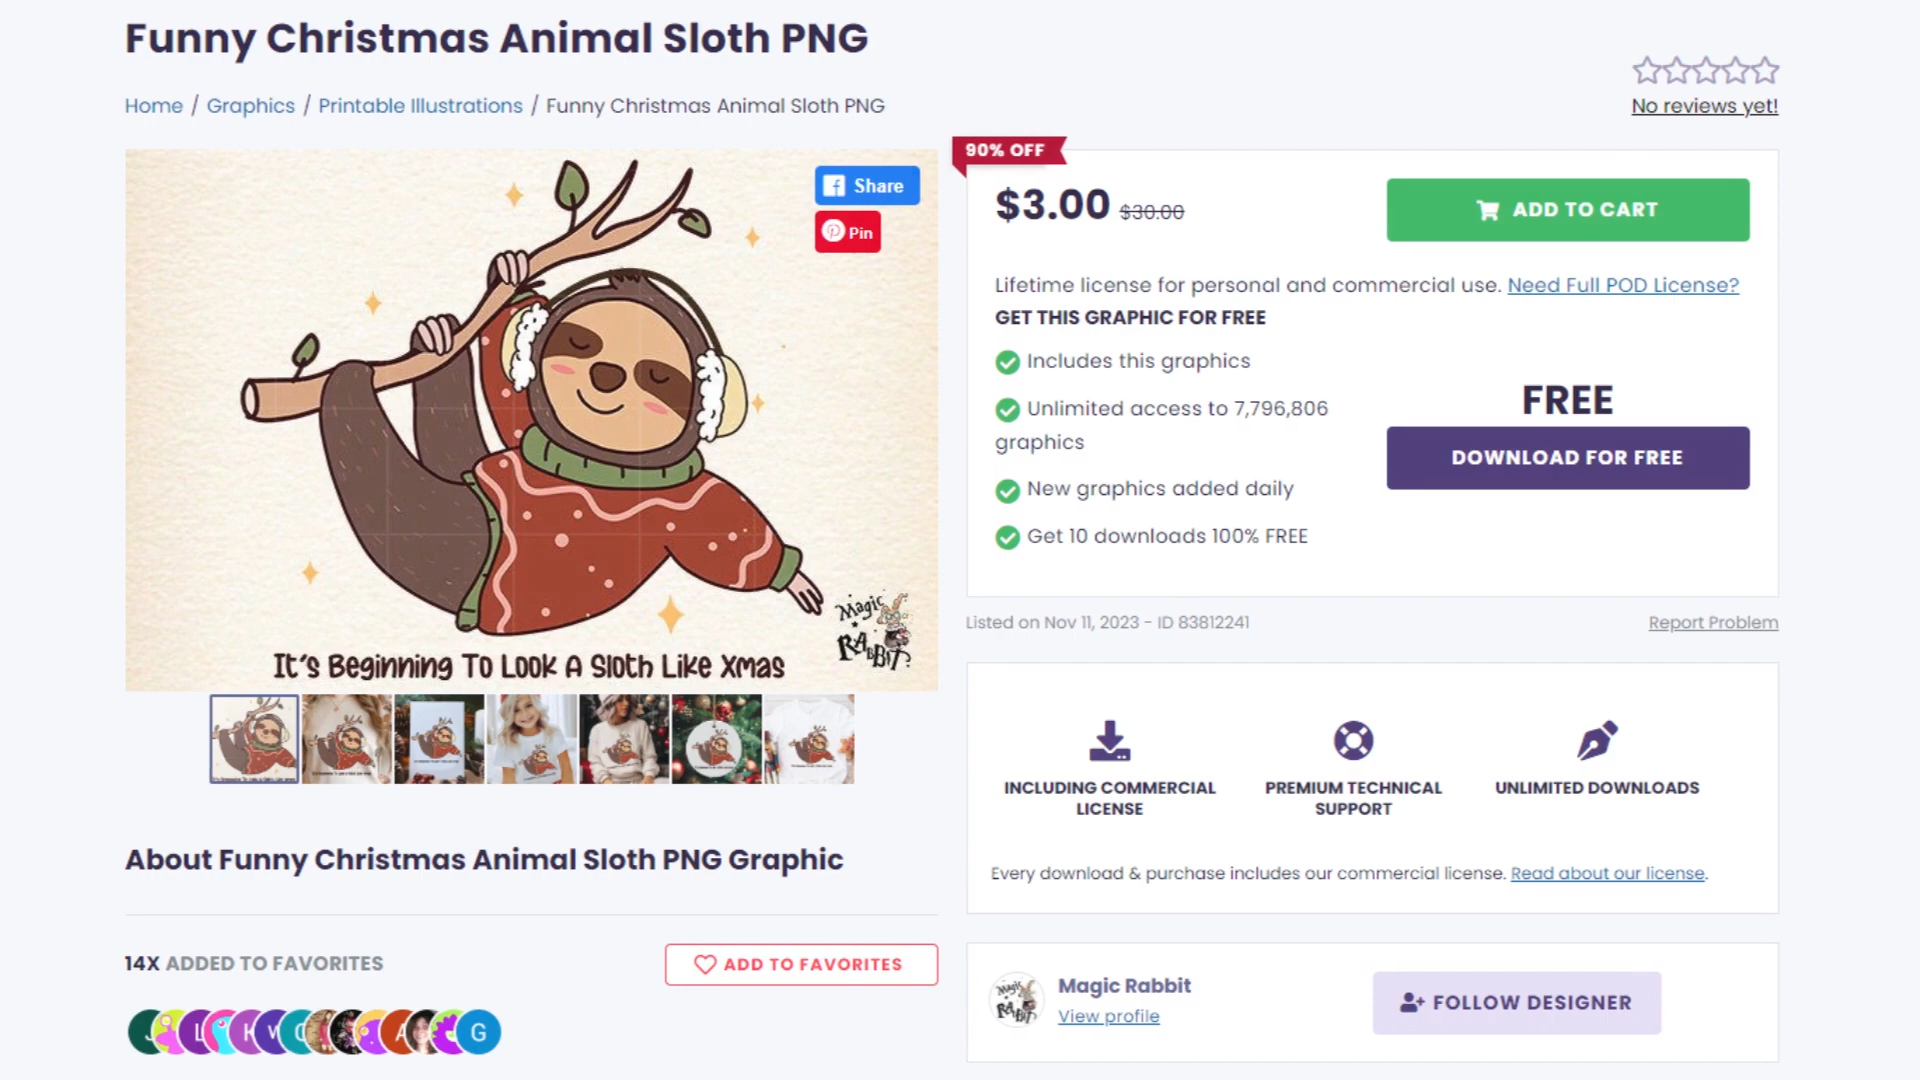 Funny Christmas Animal Sloth PNG
Home / Graphics / Printable Illustrations / Funny Christmas Animal Sloth PNG
No reviews yet!
Share
Pin
It's Beginning To Look A Sloth Like Xmas
Magic
RABBIT
90% OFF
$3.00 $30.00
ADD TO CART
Lifetime license for personal and commercial use. Need Full POD License?
GET THIS GRAPHIC FOR FREE
Includes this graphics
Unlimited access to 7,796,806
graphics
New graphics added daily
Get 10 downloads 100% FREE
FREE
DOWNLOAD FOR FREE
Listed on Nov 11, 2023 - ID 83812241
Report Problem
INCLUDING COMMERCIAL
LICENSE
PREMIUM TECHNICAL
SUPPORT
UNLIMITED DOWNLOADS
Every download & purchase includes our commercial license. Read about our license.
About Funny Christmas Animal Sloth PNG Graphic
14X ADDED TO FAVORITES
ADD TO FAVORITES
G
Magic Rabbit
View profile
FOLLOW DESIGNER